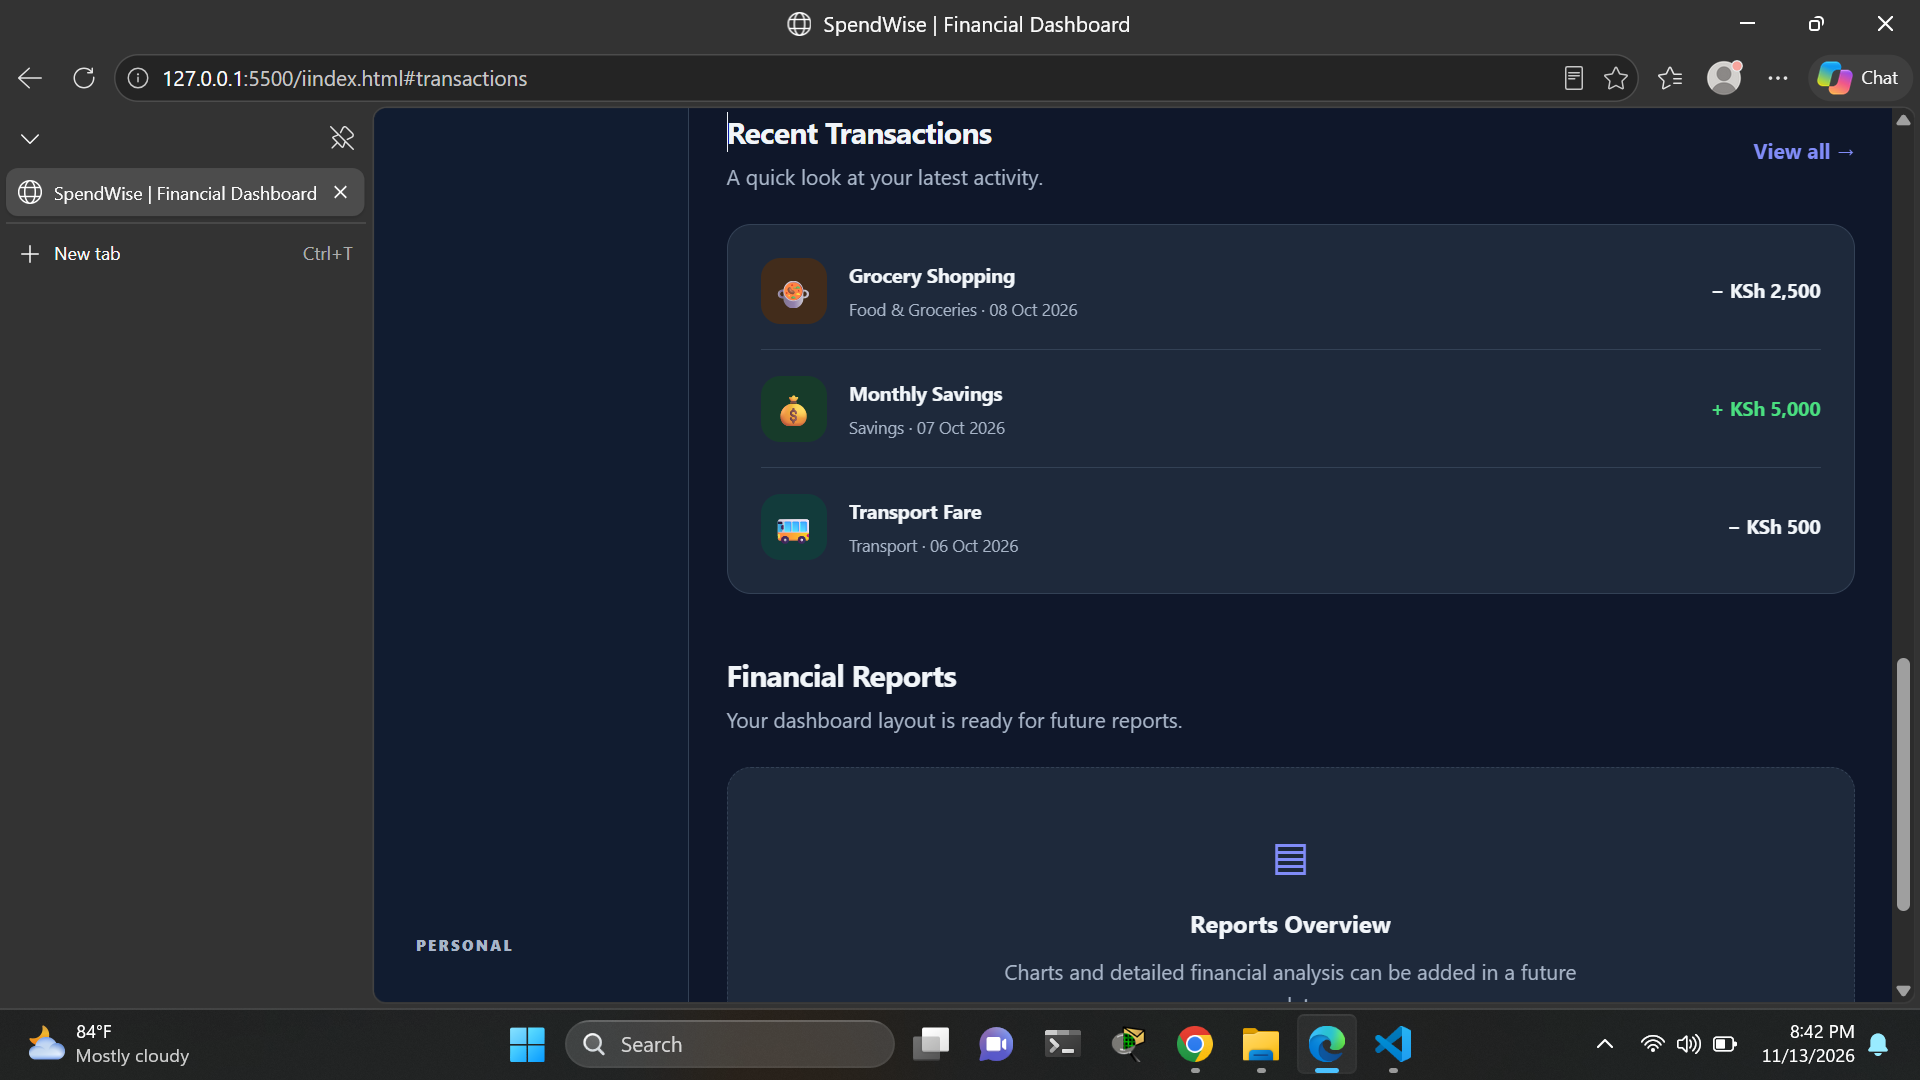 SpendWise | Financial Dashboard
127.0.0.1:5500/iindex.html#transactions
Chat
SpendWise | Financial Dashboard
New tab Ctrl+T
Recent Transactions
View all →
A quick look at your latest activity.
Grocery Shopping
Food & Groceries · 08 Oct 2026
– KSh 2,500
Monthly Savings
Savings · 07 Oct 2026
+ KSh 5,000
Transport Fare
Transport · 06 Oct 2026
– KSh 500
Financial Reports
Your dashboard layout is ready for future reports.
Reports Overview
Charts and detailed financial analysis can be added in a future
PERSONAL
84°F
Mostly cloudy
Search
8:42 PM
11/13/2026